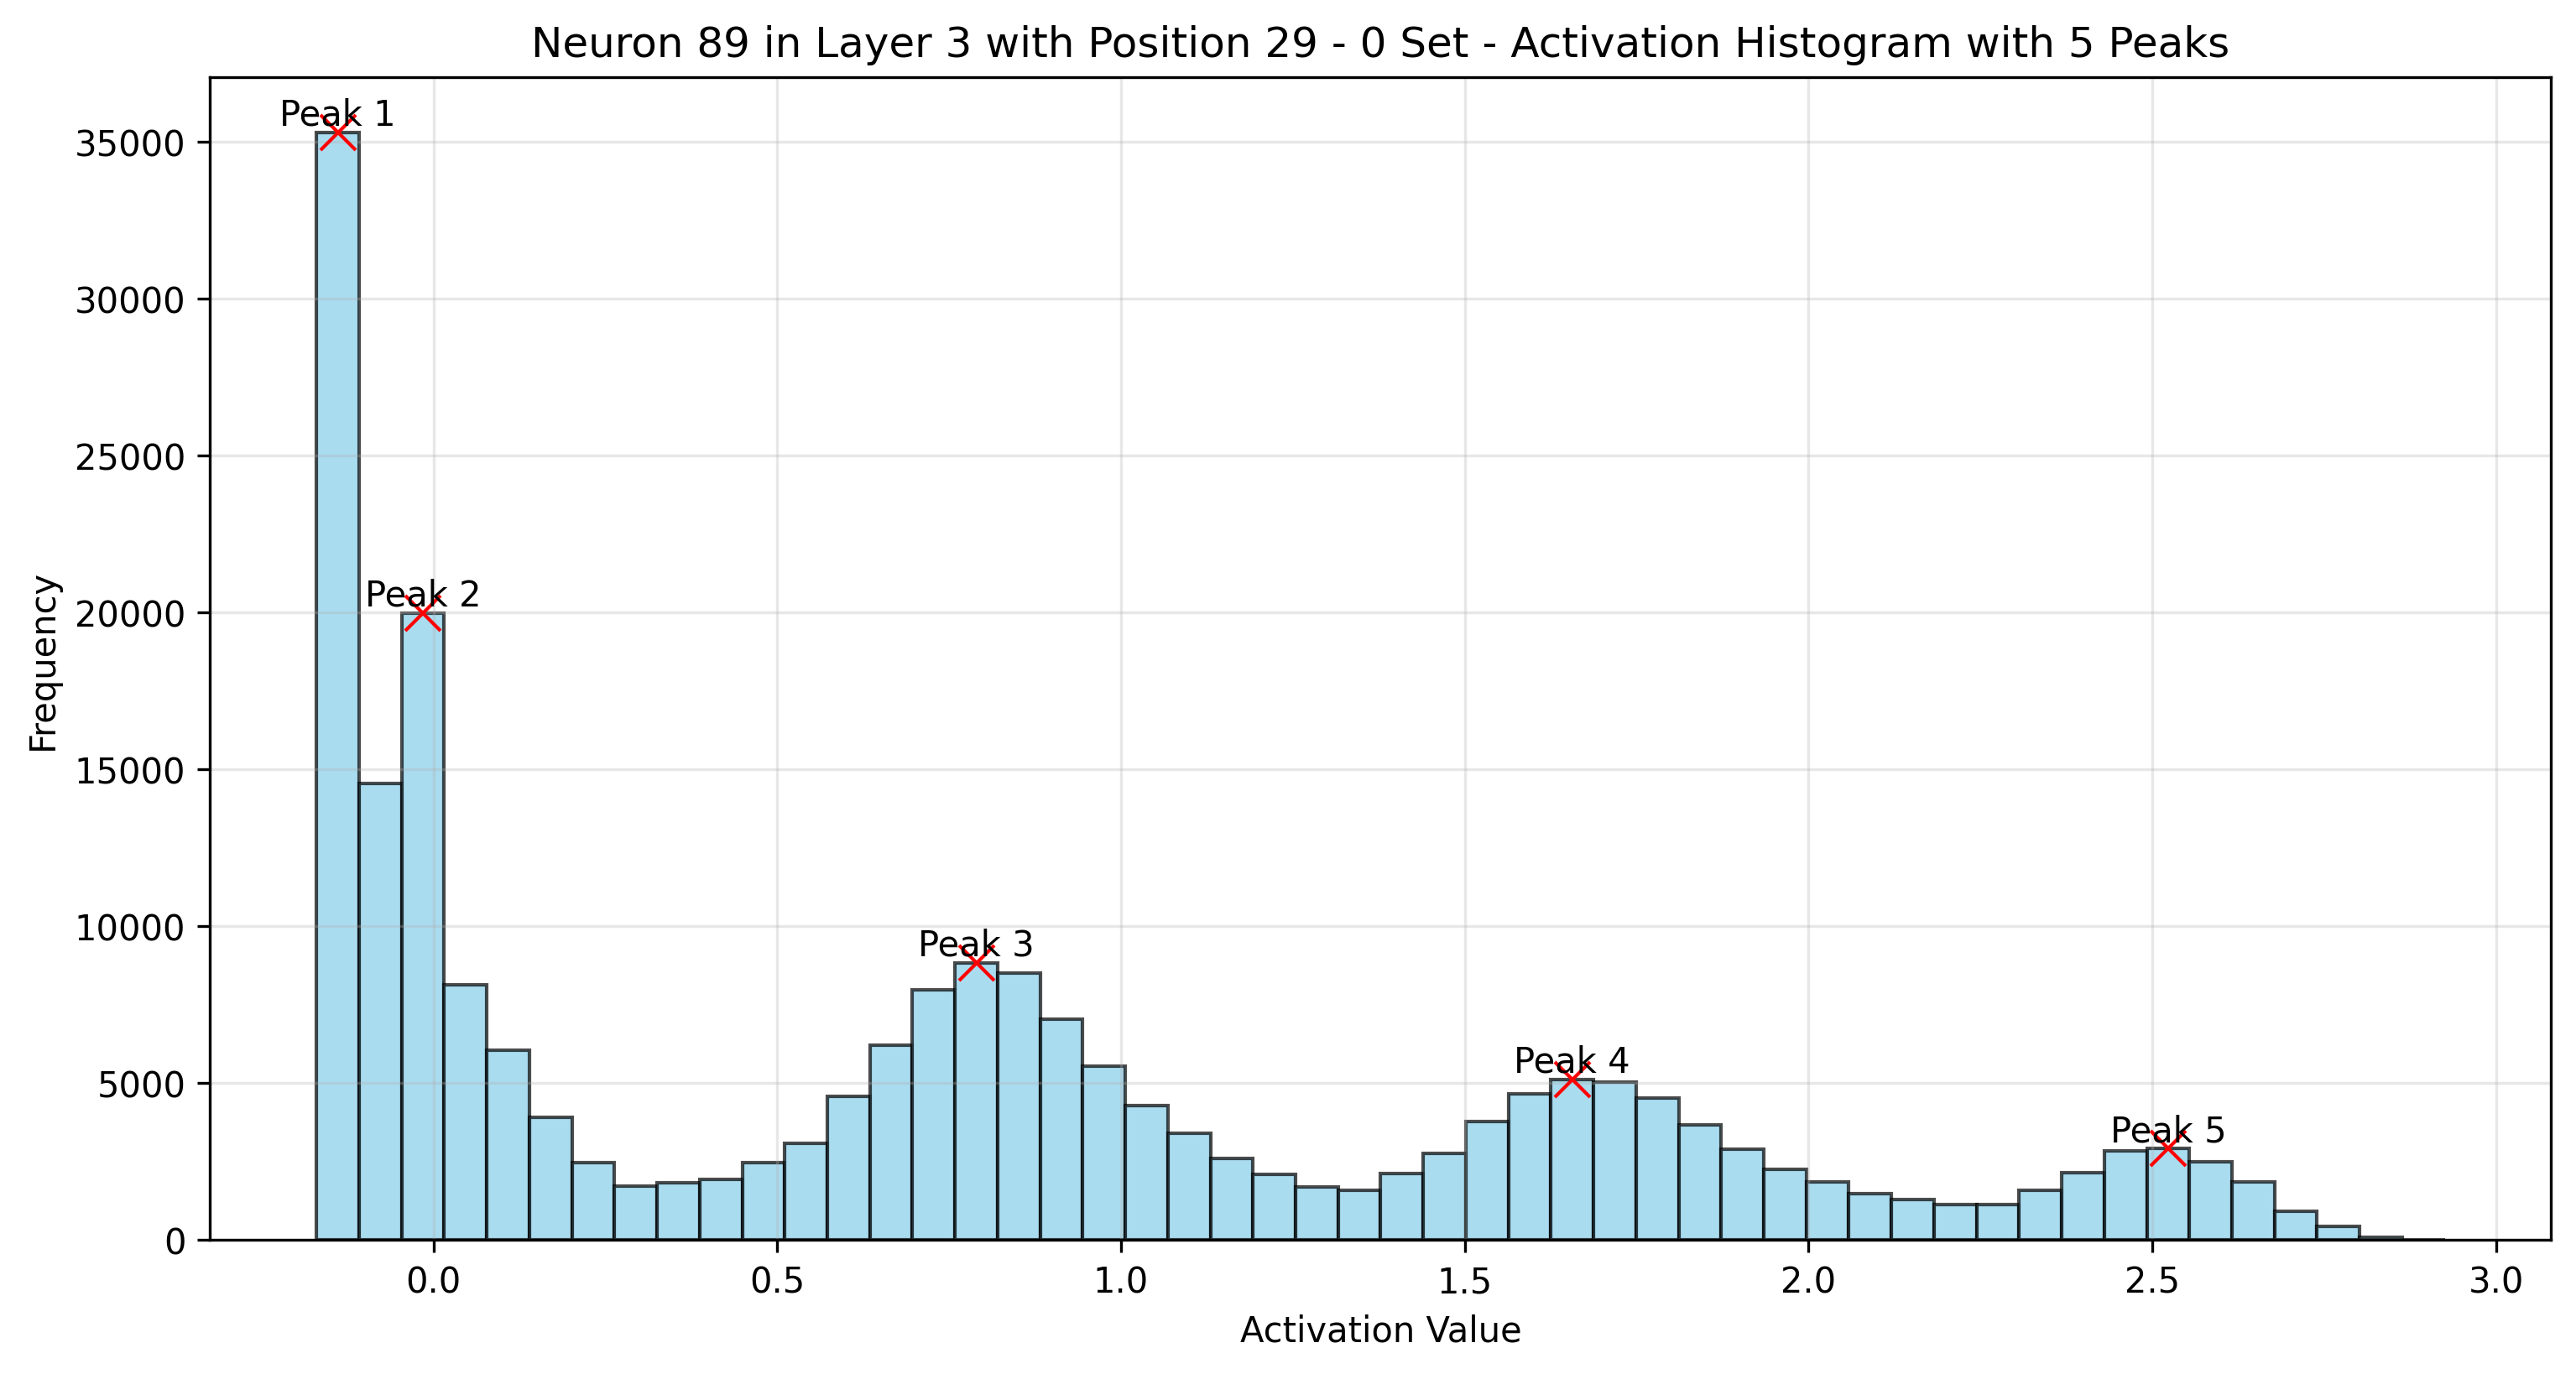 Neuron 89 in Layer 3 with Position 29 - 0 Set - Activation Histogram with 5 Peaks
Peak 1
35000
30000
25000
Peak 2
20000
15000
Peak 3
10000
Peak 4
5000
Peak 5
0
Frequency
0.0 0.5 1.0 1.5 2.0 2.5 3.0
Activation Value